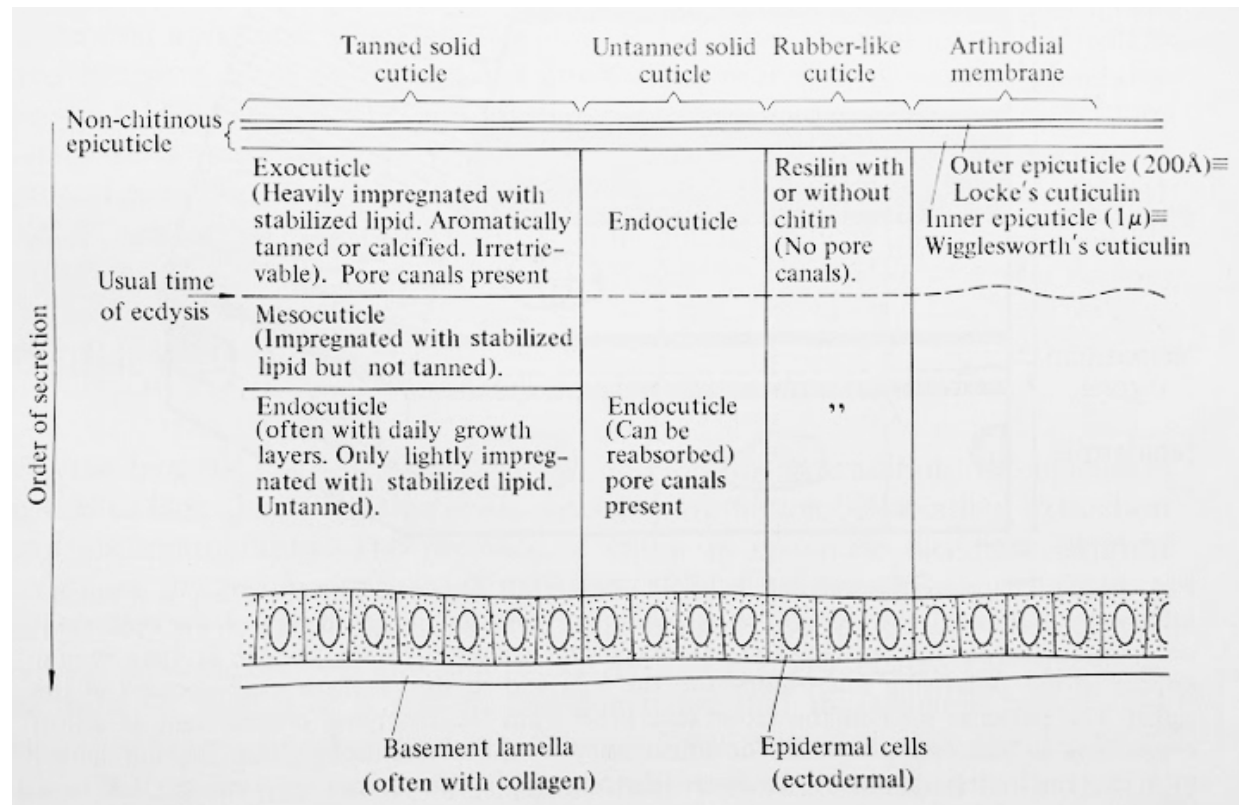 Tanned solid
cuticle
Untanned solid
cuticle
Rubber-like
cuticle
Arthrodial
membrane
Non-chitinous
epicuticle
Exocuticle
(Heavily impregnated with
stabilized lipid. Aromatically
tanned or calcified. Irretrie-
vable). Pore canals present
Endocuticle
Resilin with
or without
chitin
(No pore
canals).
Outer epicuticle (200Å)≡
Locke's cuticulin
Inner epicuticle (1μ)≡
Wigglesworth's cuticulin
Usual time
of ecdysis
Mesocuticle
(Impregnated with stabilized
lipid but not tanned).
Endocuticle
(often with daily growth
layers. Only lightly impreg-
nated with stabilized lipid.
Untanned).
Endocuticle
(Can be
reabsorbed)
pore canals
present
,,
Order of secretion
Basement lamella
(often with collagen)
Epidermal cells
(ectodermal)